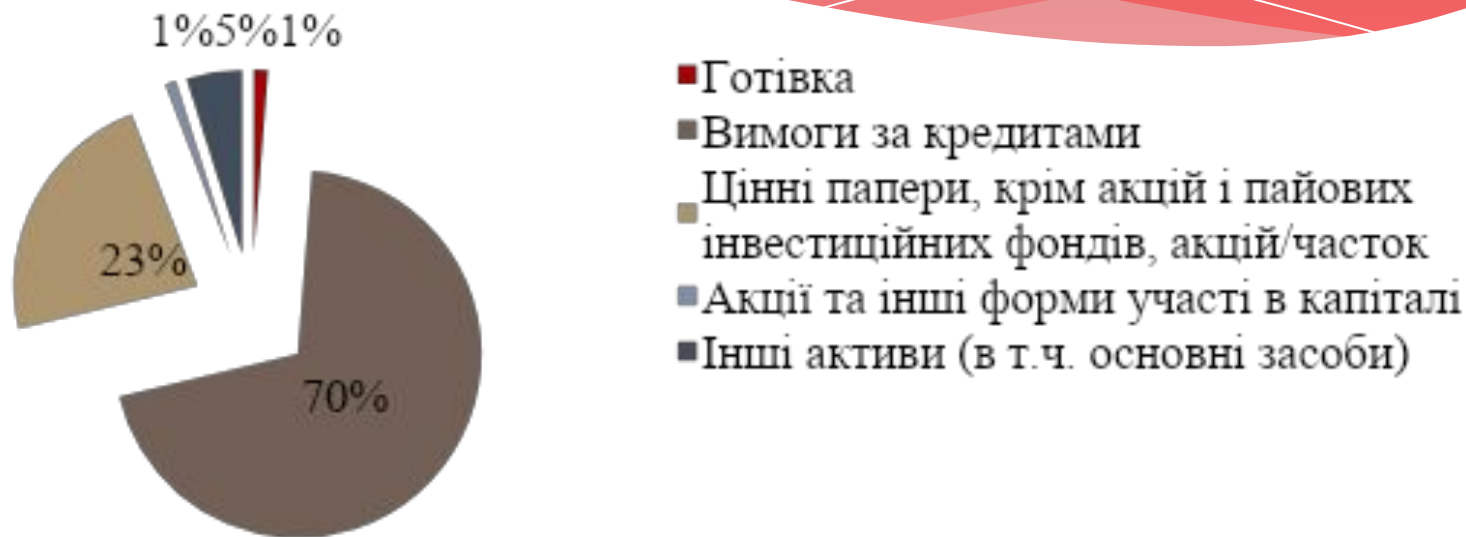 1%5%1%
23%
70%
Готівка
Вимоги за кредитами
Цінні папери, крім акцій і пайових
інвестиційних фондів, акцій/часток
Акції та інші форми участі в капіталі
Інші активи (в т.ч. основні засоби)